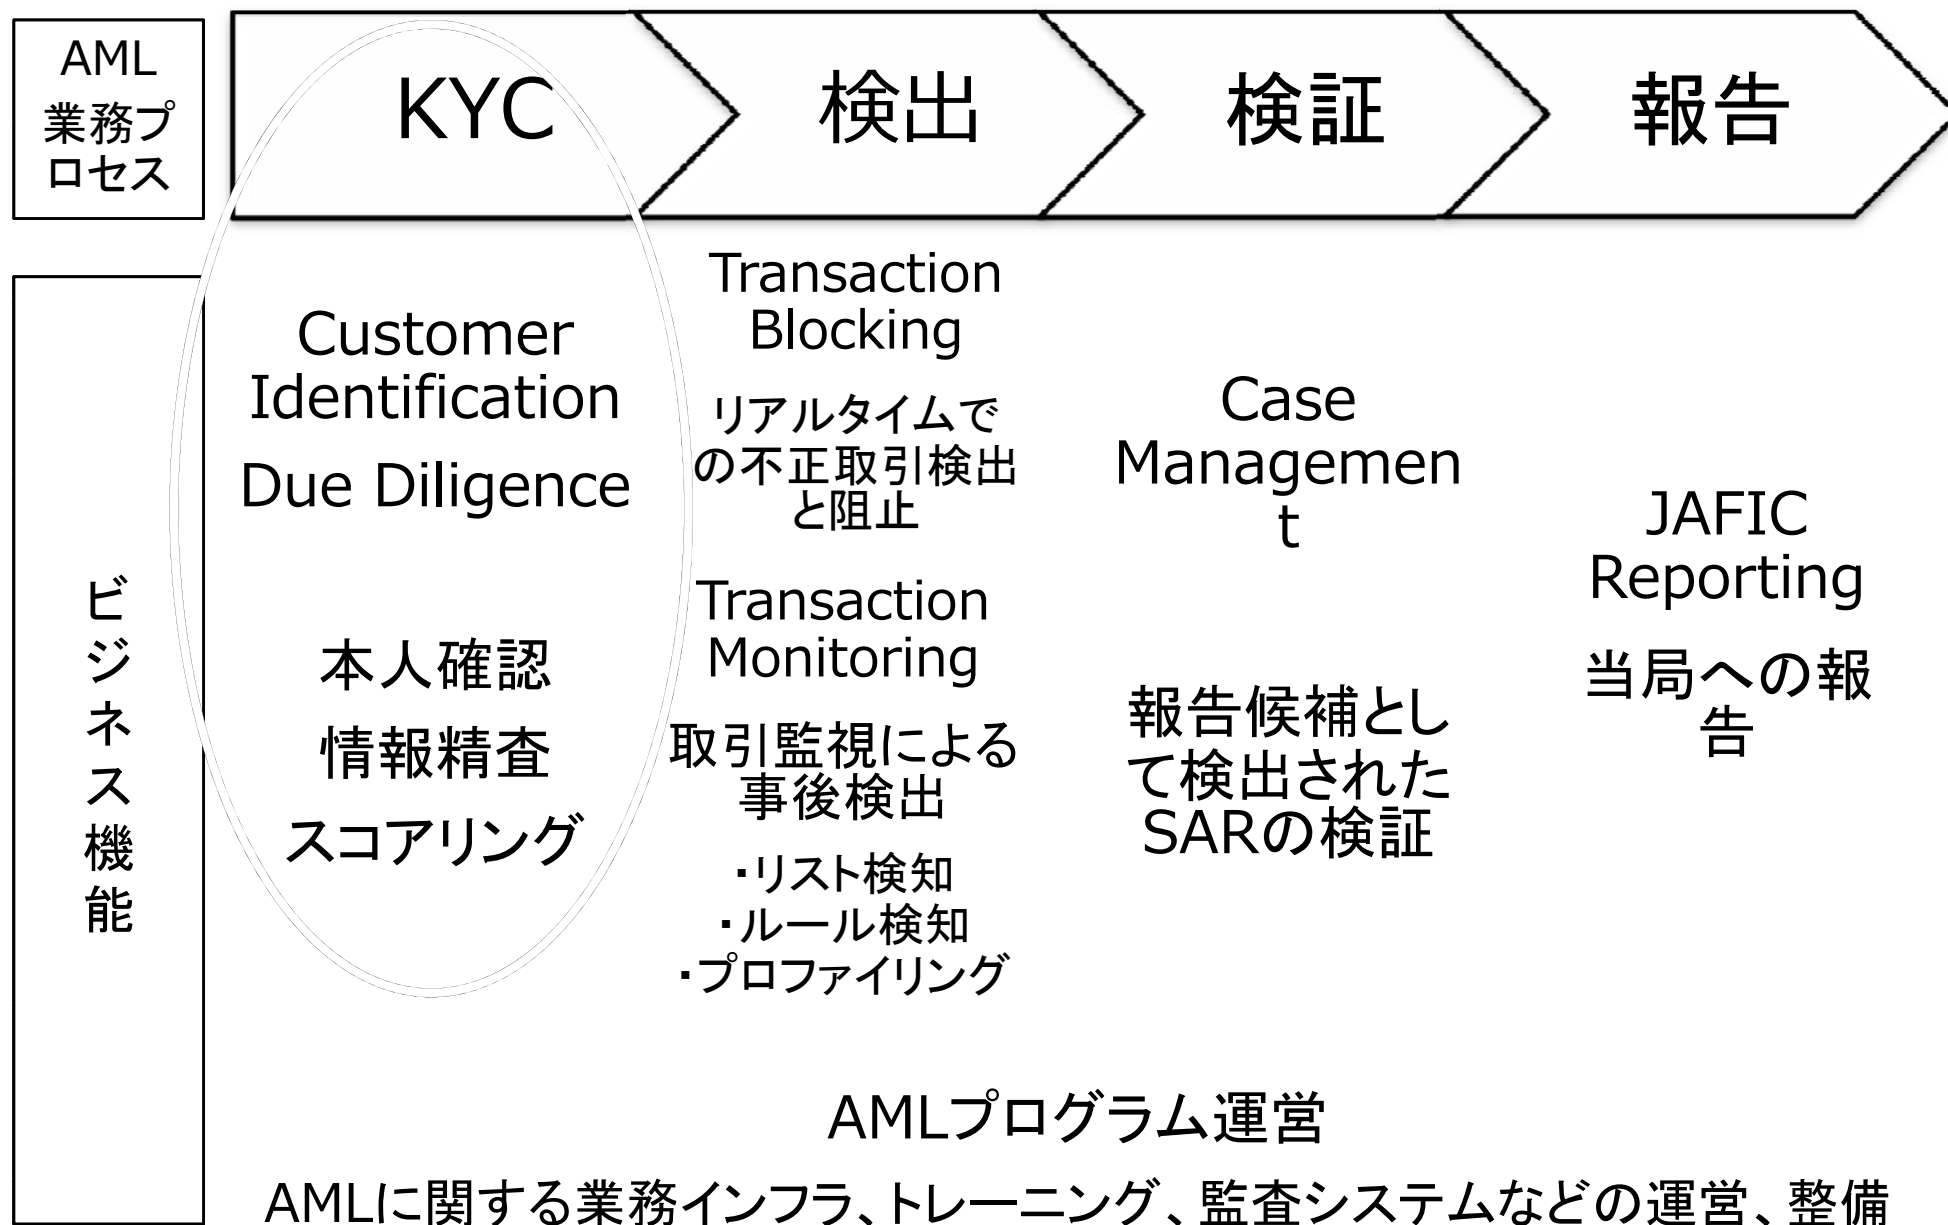 AML
業務プ
ロセス
KYC
検出
検証
報告
ビジネス機能
Customer
Identification
Due Diligence
本人確認
情報精査
スコアリング
Transaction
Blocking
リアルタイムで
の不正取引検出
と阻止
Transaction
Monitoring
取引監視による
事後検出
・リスト検知
・ルール検知
・プロファイリング
Case
Managemen
t
報告候補とし
て検出された
SARの検証
JAFIC
Reporting
当局への報
告
AMLプログラム運営
AMLに関する業務インフラ、トレーニング、監査システムなどの運営、整備